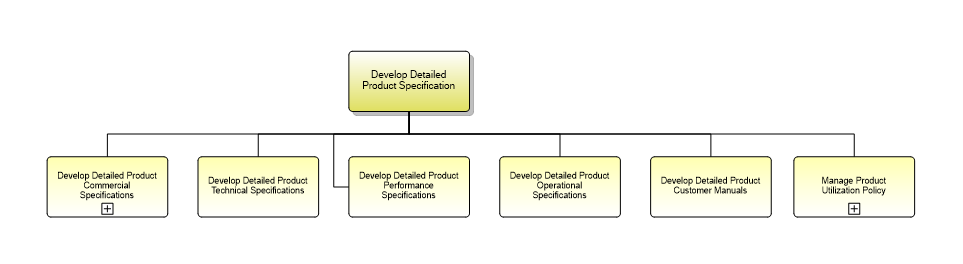 Develop Detailed
Product Specification
Develop Detailed Product
Commercial
Specifications
Develop Detailed Product
Technical Specifications
Develop Detailed Product
Performance
Specifications
Develop Detailed Product
Operational
Specifications
Develop Detailed Product
Customer Manuals
Manage Product
Utilization Policy